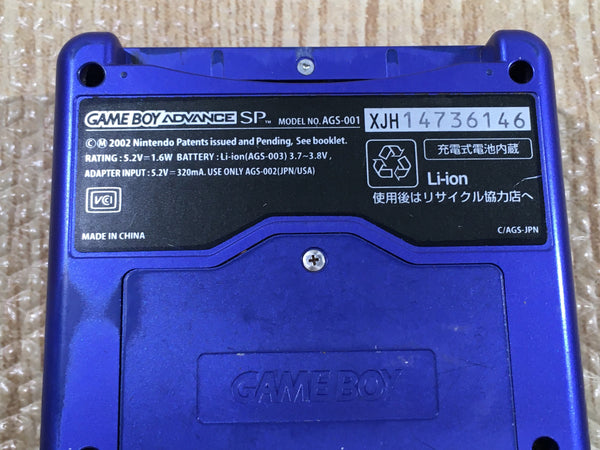 GAME BOY ADVANCE SP™ MODEL NO. AGS-001 XJH14736146
©Ⓜ 2002 Nintendo Patents issued and Pending, See booklet.
RATING : 5.2V⎓1.6W BATTERY : Li-ion(AGS-003) 3.7~3.8V,
ADAPTER INPUT : 5.2V⎓320mA. USE ONLY AGS-002(JPN/USA)
VCI
MADE IN CHINA
充電式電池内蔵
Li-ion
使用後はリサイクル協力店へ
C/AGS-JPN
GAME BOY